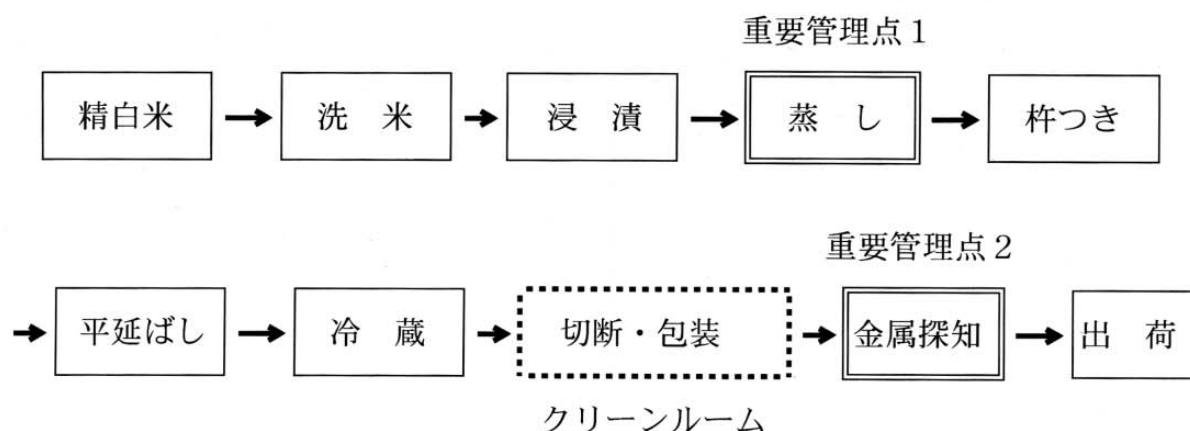 重要管理点1
精白米 → 洗　米 → 浸　漬 → 蒸　し → 杵つき
重要管理点2
→ 平延ばし → 冷　蔵 → 切断・包装 → 金属探知 → 出　荷
クリーンルーム